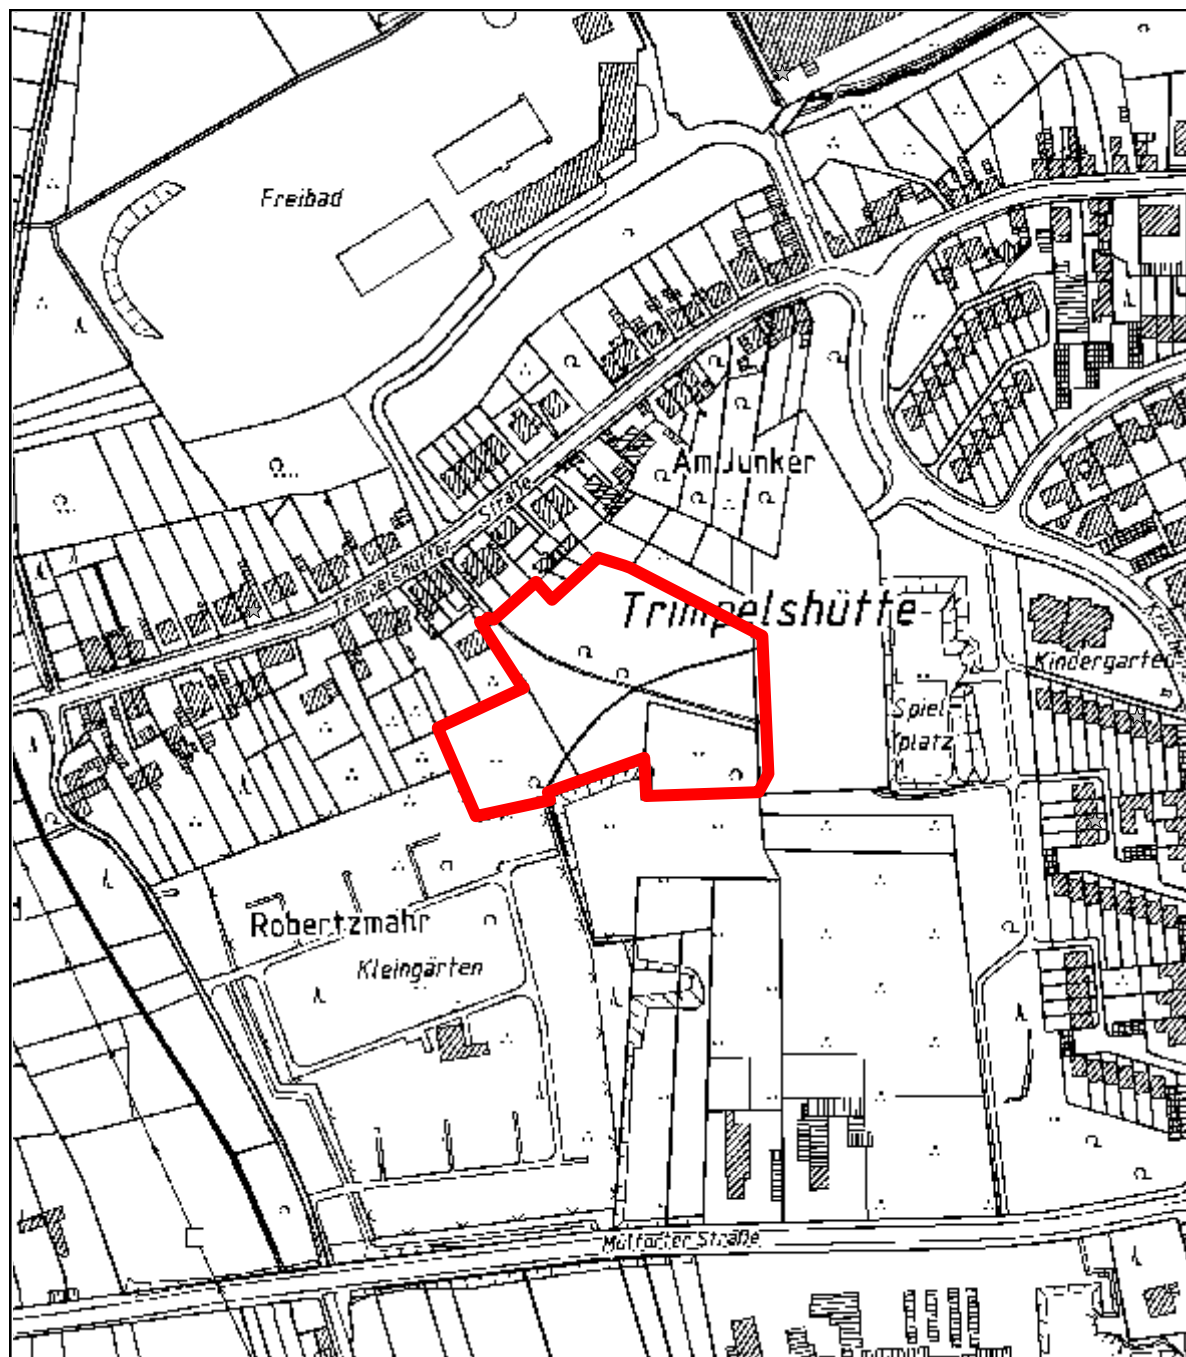 Freibad
Am Junker
Straße
Trimpelshütter
Trimpelshütte
Kindergarten
Spiel
platz
Robertzmahr
Kleingärten
Mülforter Straße